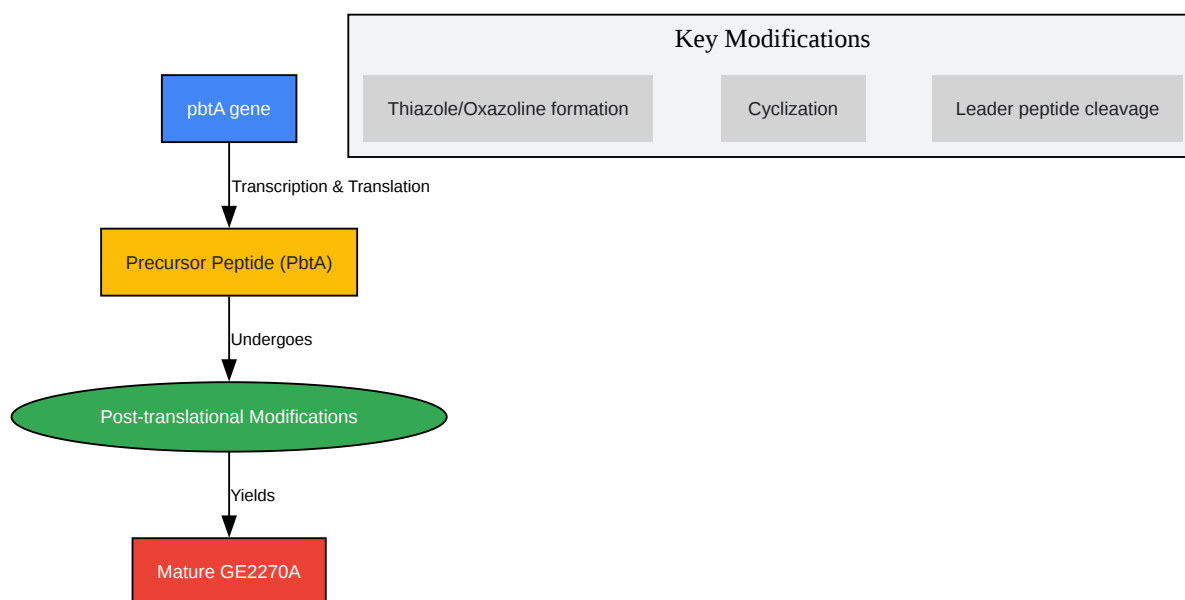 Key Modifications
pbtA gene
Thiazole/Oxazoline formation
Cyclization
Leader peptide cleavage
Transcription & Translation
Precursor Peptide (PbtA)
Undergoes
Post-translational Modifications
Yields
Mature GE2270A